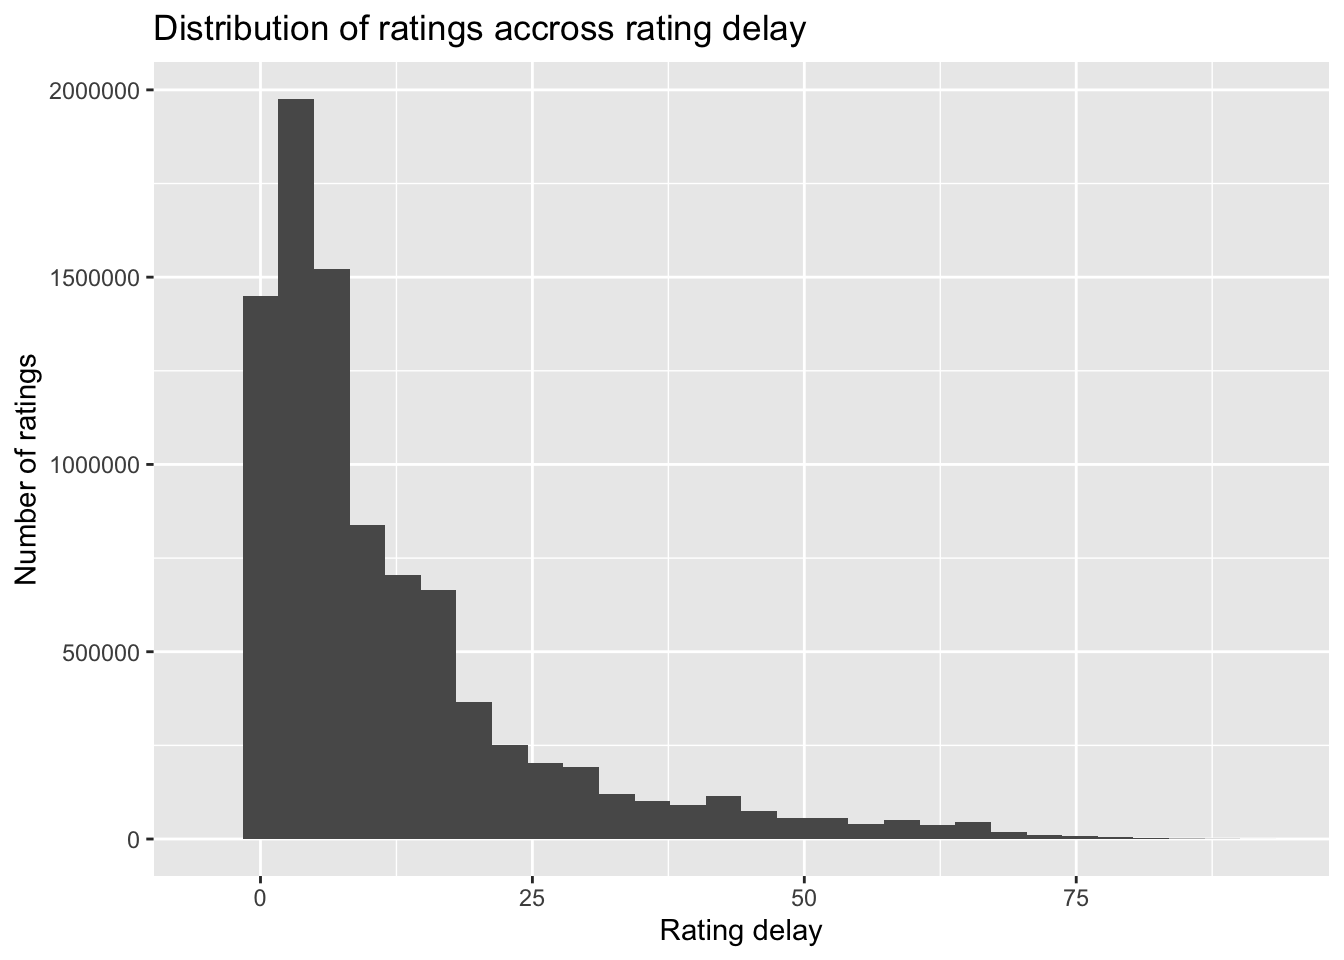 Distribution of ratings accross rating delay
2000000
1500000
1000000
500000
0
Number of ratings
0 25 50 75
Rating delay